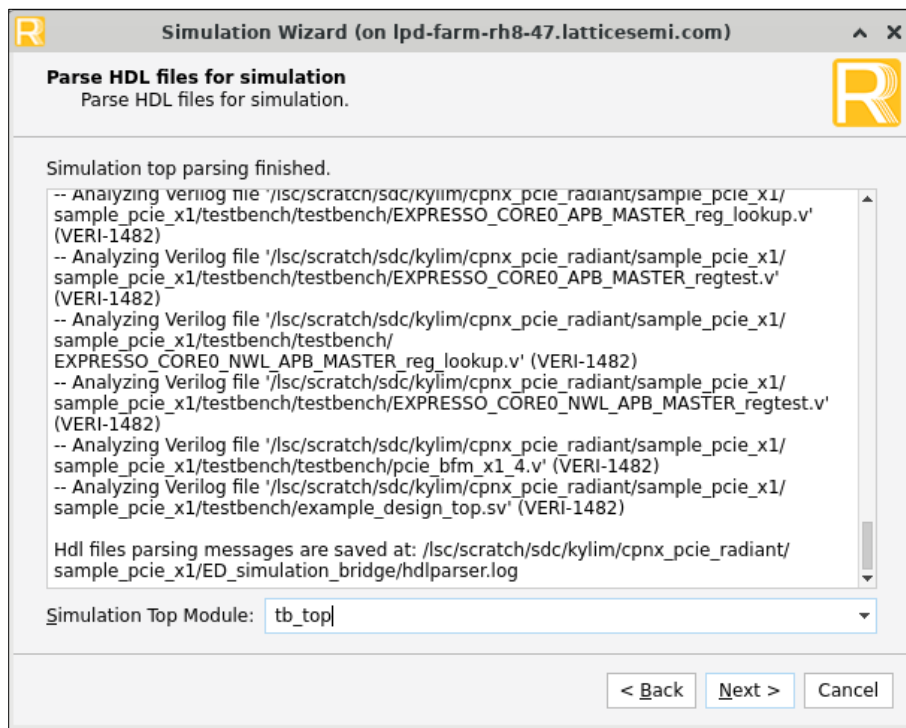 Simulation Wizard (on lpd-farm-rh8-47.latticesemi.com)
Parse HDL files for simulation
Parse HDL files for simulation.
R
Simulation top parsing finished.
-- Analyzing Verilog file '/lsc/scratch/sdc/kylim/cpnx_pcie_radiant/sample_pcie_x1/
sample_pcie_x1/testbench/testbench/EXPRESSO_CORE0_APB_MASTER_reg_lookup.v'
(VERI-1482)
-- Analyzing Verilog file '/lsc/scratch/sdc/kylim/cpnx_pcie_radiant/sample_pcie_x1/
sample_pcie_x1/testbench/testbench/EXPRESSO_CORE0_APB_MASTER_regtest.v'
(VERI-1482)
-- Analyzing Verilog file '/lsc/scratch/sdc/kylim/cpnx_pcie_radiant/sample_pcie_x1/
sample_pcie_x1/testbench/testbench/
EXPRESSO_CORE0_NWL_APB_MASTER_reg_lookup.v' (VERI-1482)
-- Analyzing Verilog file '/lsc/scratch/sdc/kylim/cpnx_pcie_radiant/sample_pcie_x1/
sample_pcie_x1/testbench/testbench/EXPRESSO_CORE0_NWL_APB_MASTER_regtest.v'
(VERI-1482)
-- Analyzing Verilog file '/lsc/scratch/sdc/kylim/cpnx_pcie_radiant/sample_pcie_x1/
sample_pcie_x1/testbench/testbench/pcie_bfm_x1_4.v' (VERI-1482)
-- Analyzing Verilog file '/lsc/scratch/sdc/kylim/cpnx_pcie_radiant/sample_pcie_x1/
sample_pcie_x1/testbench/example_design_top.sv' (VERI-1482)
Hdl files parsing messages are saved at: /lsc/scratch/sdc/kylim/cpnx_pcie_radiant/
sample_pcie_x1/ED_simulation_bridge/hdlparser.log
Simulation Top Module: tb_top
< Back Next > Cancel